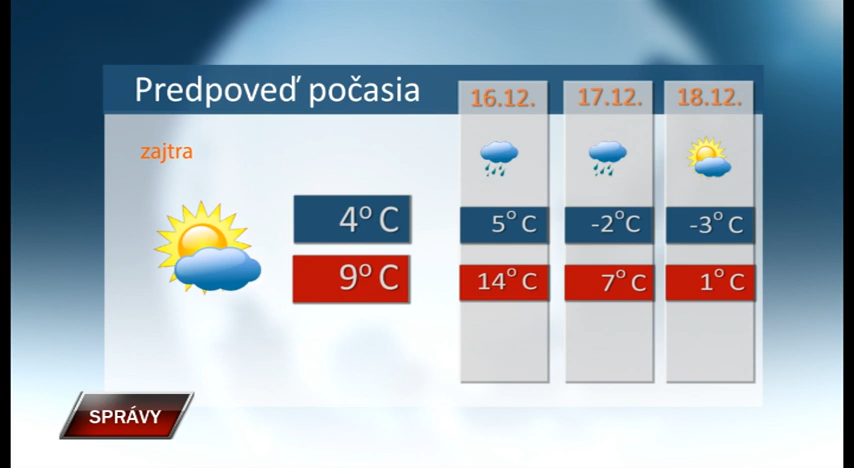 Predpoveď počasia
zajtra
4° C
9° C
16.12.
5° C
14° C
17.12.
-2°C
7° C
18.12.
-3° C
1° C
SPRÁVY